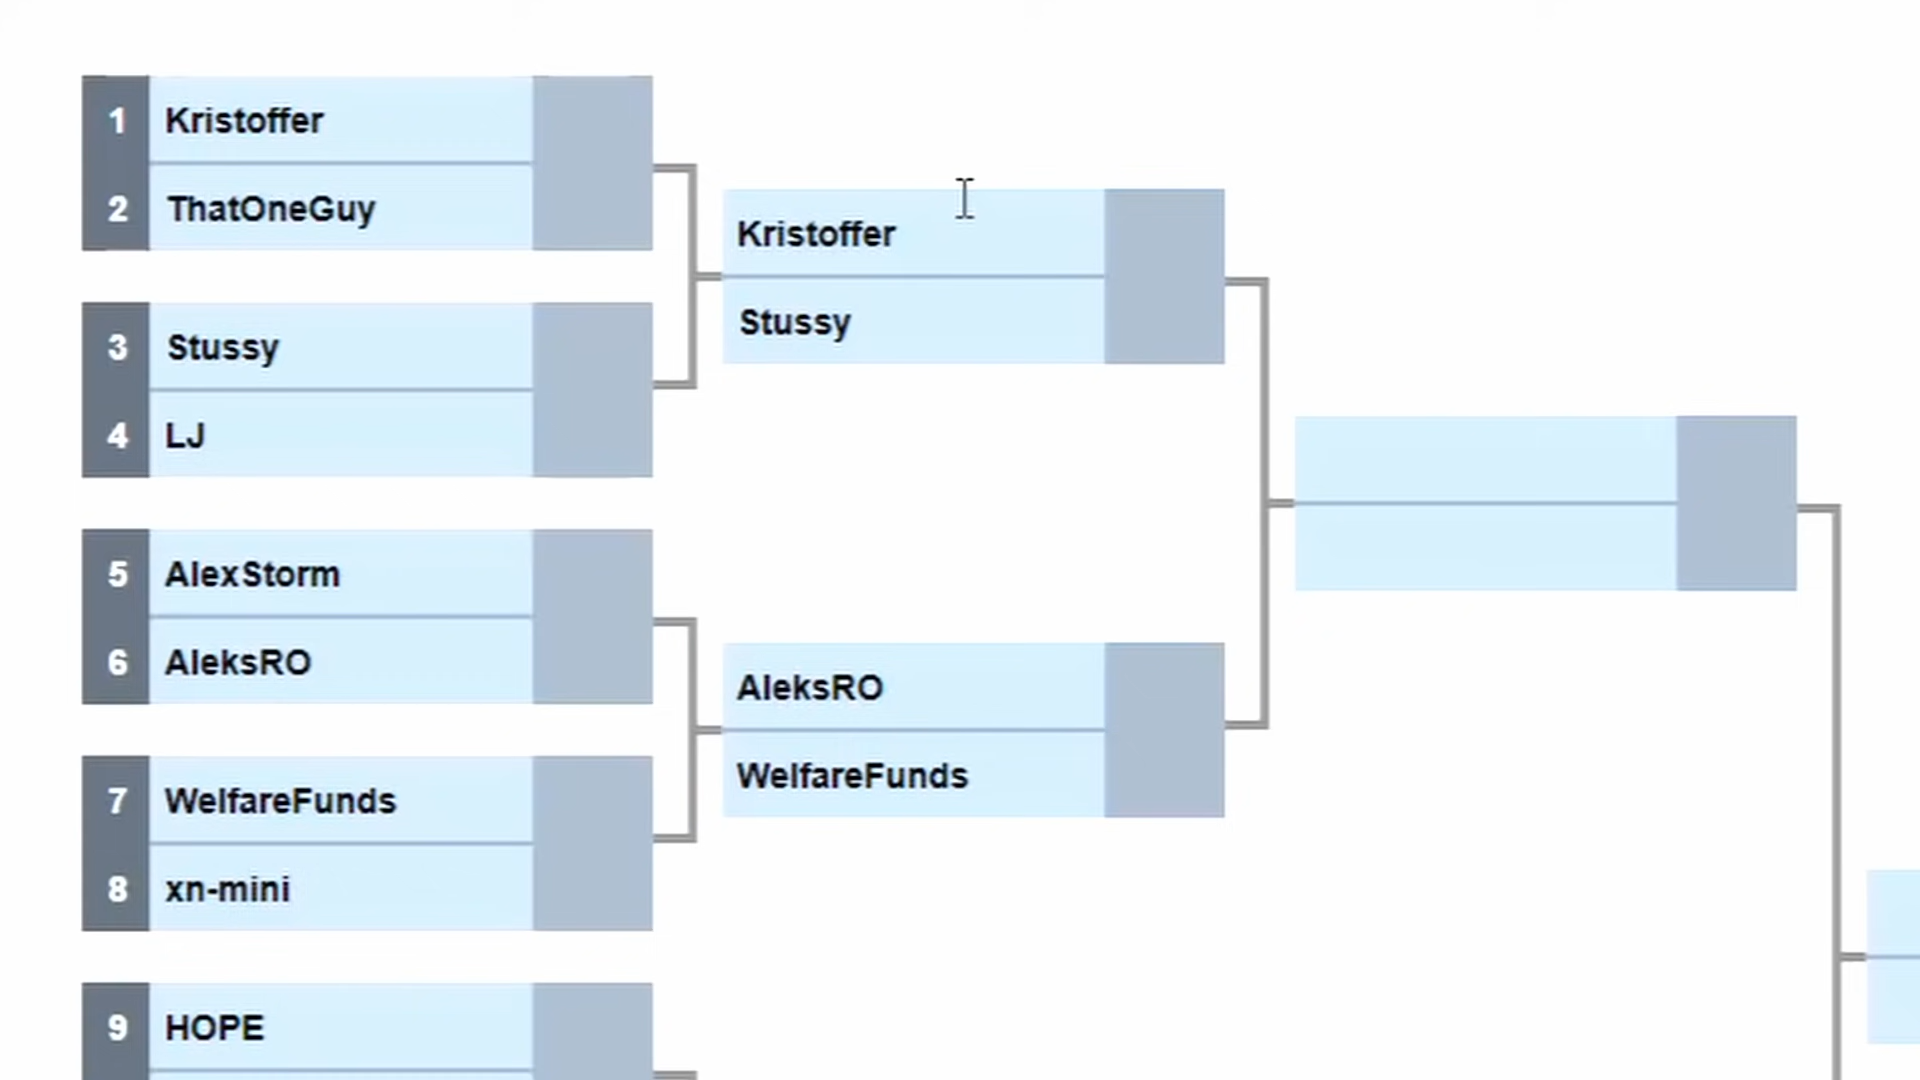 1 Kristoffer
2 ThatOneGuy
3 Stussy
4 LJ
5 AlexStorm
6 AleksRO
7 WelfareFunds
8 xn-mini
9 HOPE
Kristoffer
Stussy
AleksRO
WelfareFunds